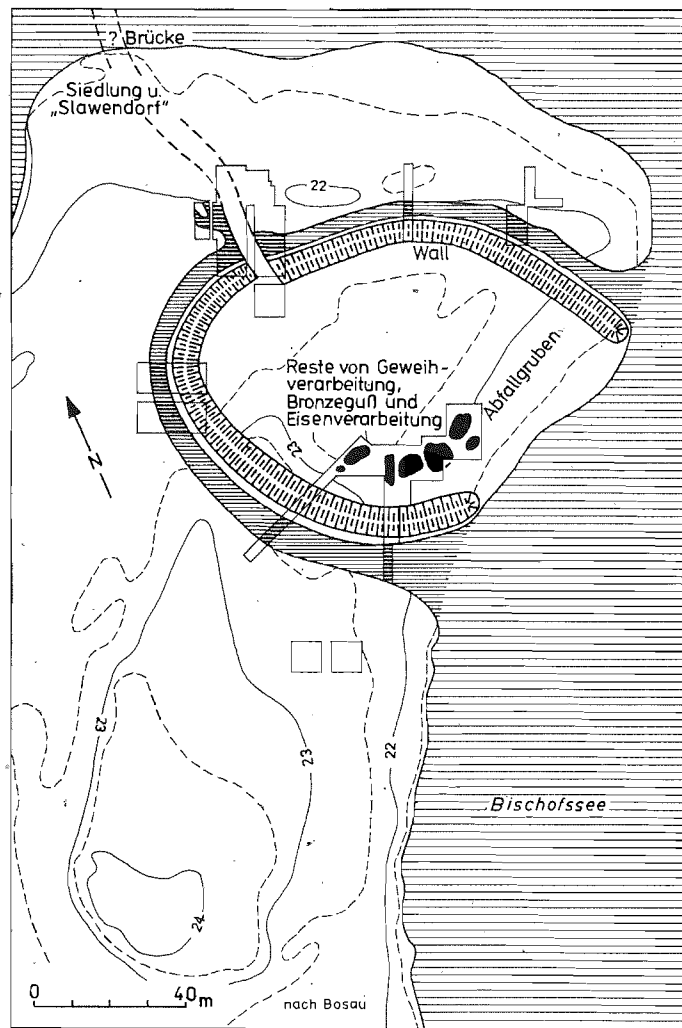 ? Brücke
Siedlung u.
„Slawendorf"
22
Wall
Reste von Geweih-
verarbeitung,
Bronzeguß und
Eisenverarbeitung
Abfallgruben
23
N
23
23
22
Bischofssee
24
0 40 m
nach Bosau